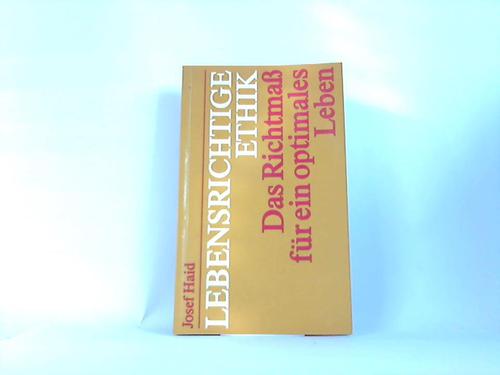 Josef Haid
LEBENSRICHTIGE
ETHIK
Das Richtmaß
für ein optimales
Leben